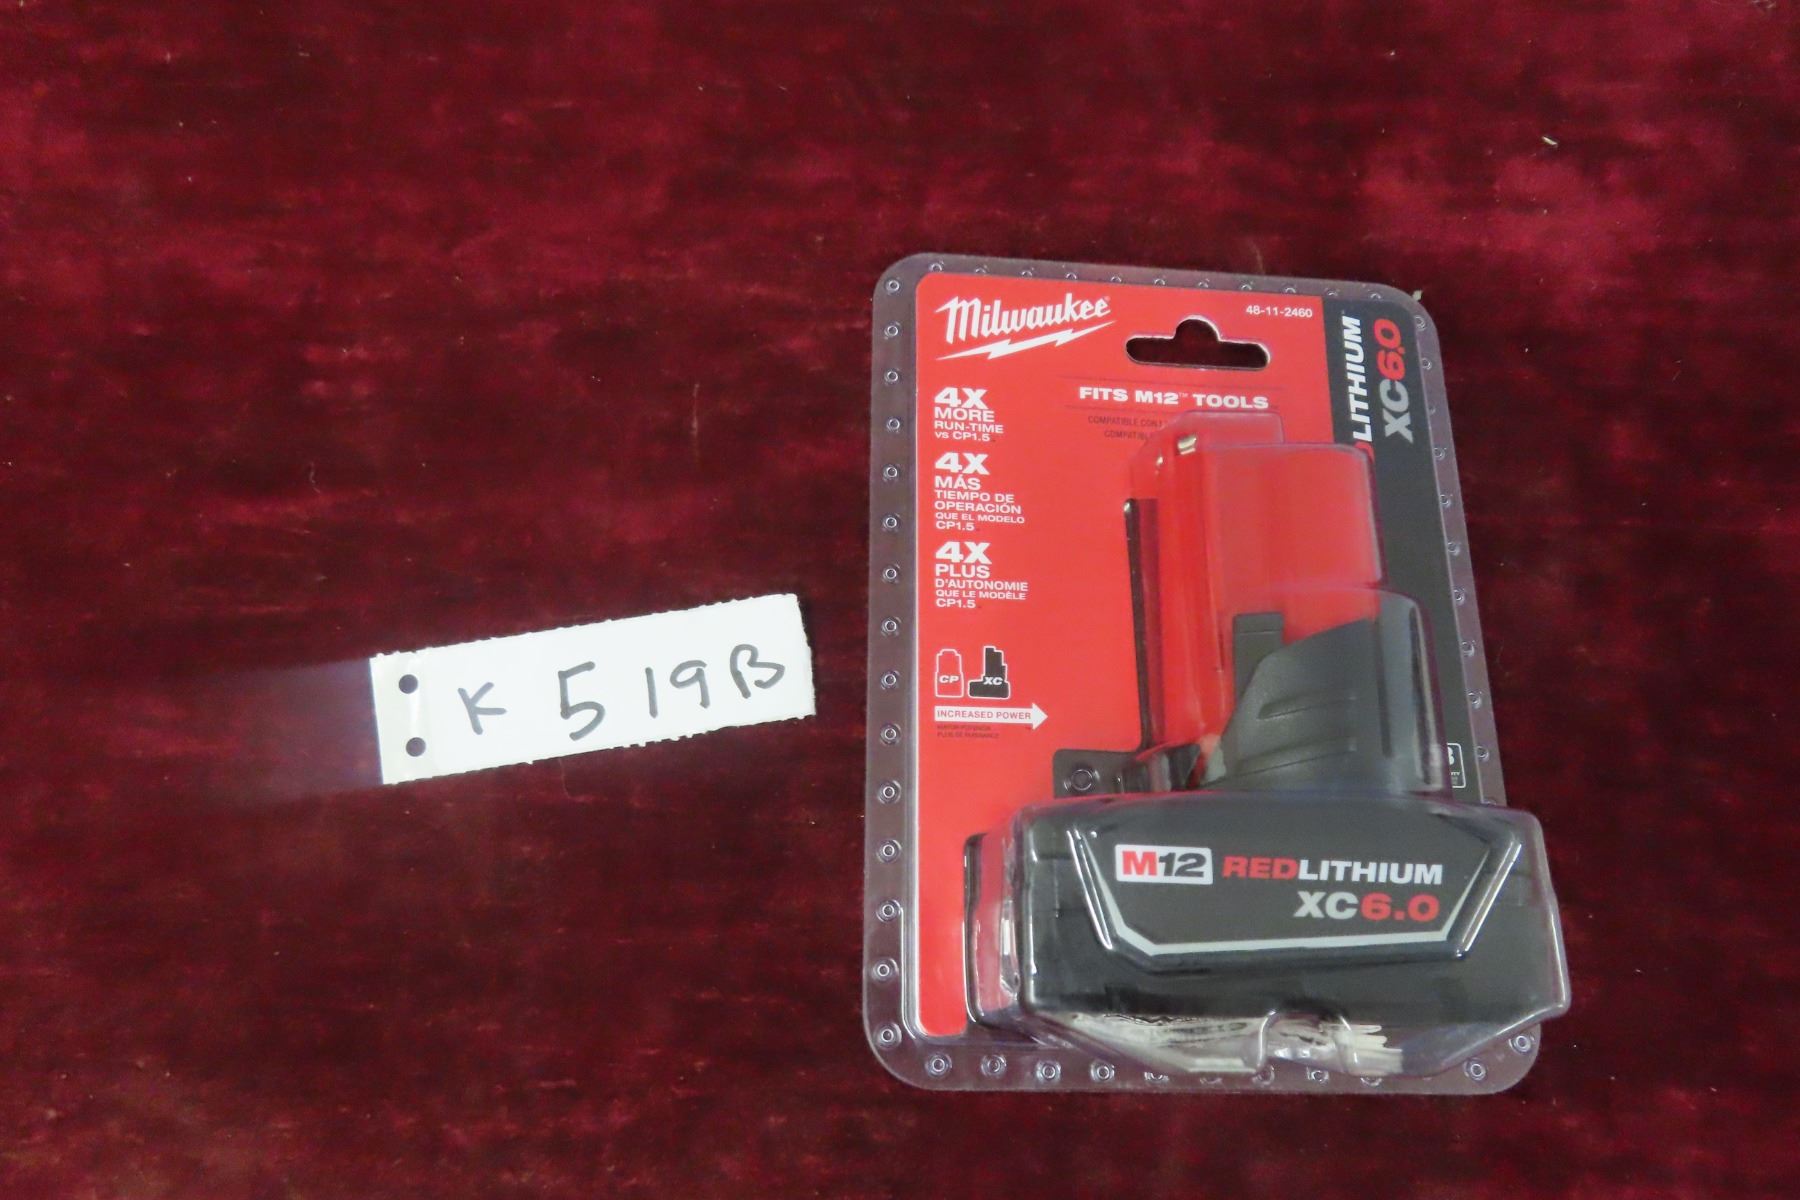 K 519B
Milwaukee
48-11-2460
LITHIUM™
XC6.0
4X
MORE
RUN-TIME
vs CP1.5
FITS M12™ TOOLS
4X
MÁS
TIEMPO DE
OPERACIÓN
QUE EL MODELO
CP1.5
4X
PLUS
D'AUTONOMIE
QUE LE MODÈLE
CP1.5
CP XC
INCREASED POWER
M12 REDLITHIUM
XC6.0